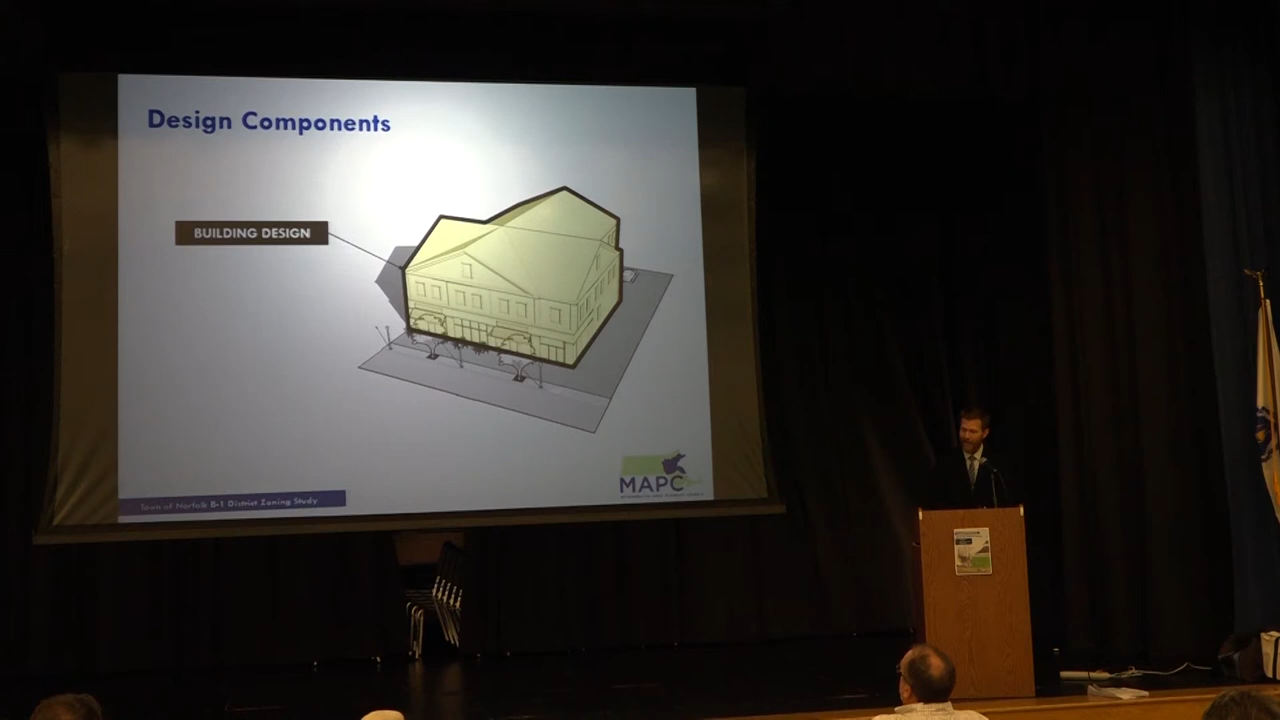 Design Components
BUILDING DESIGN
MAPC
Town of Norfolk B-1 District Zoning Study